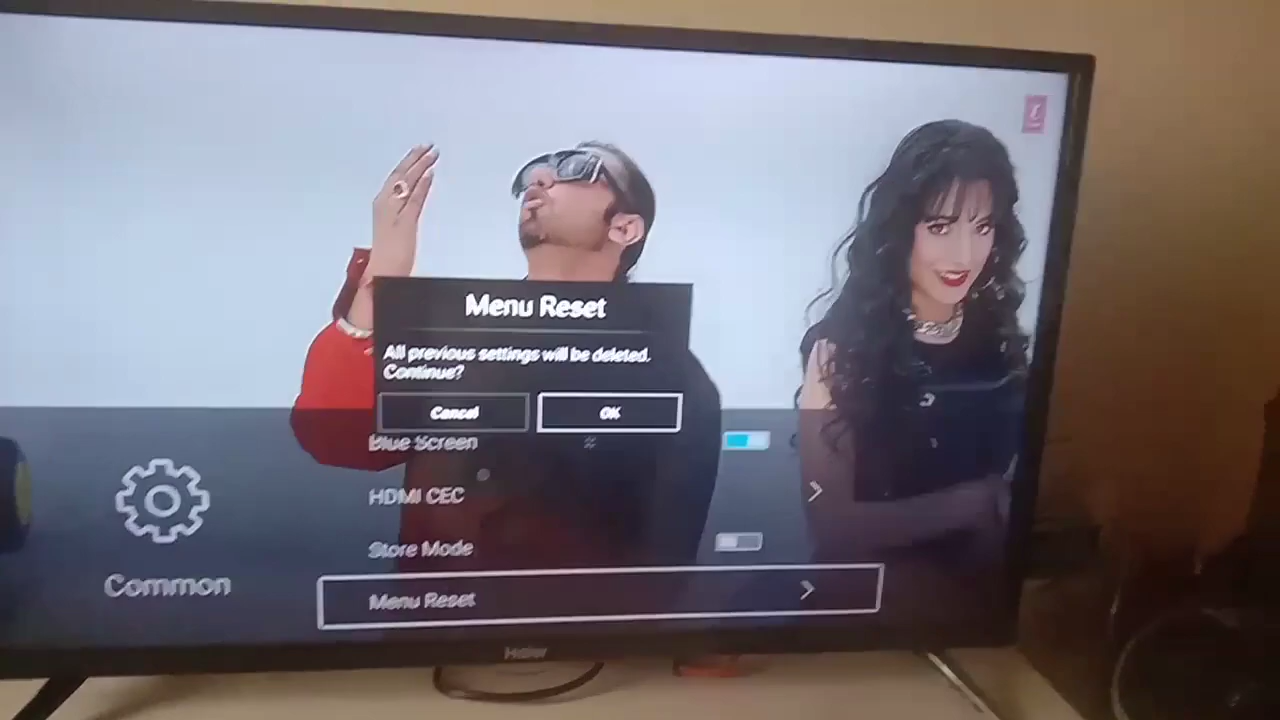 Menu Reset
All previous settings will be deleted.
Continue?
Cancel
OK
Blue Screen
HDMI CEC
Store Mode
Common
Menu Reset
Haier